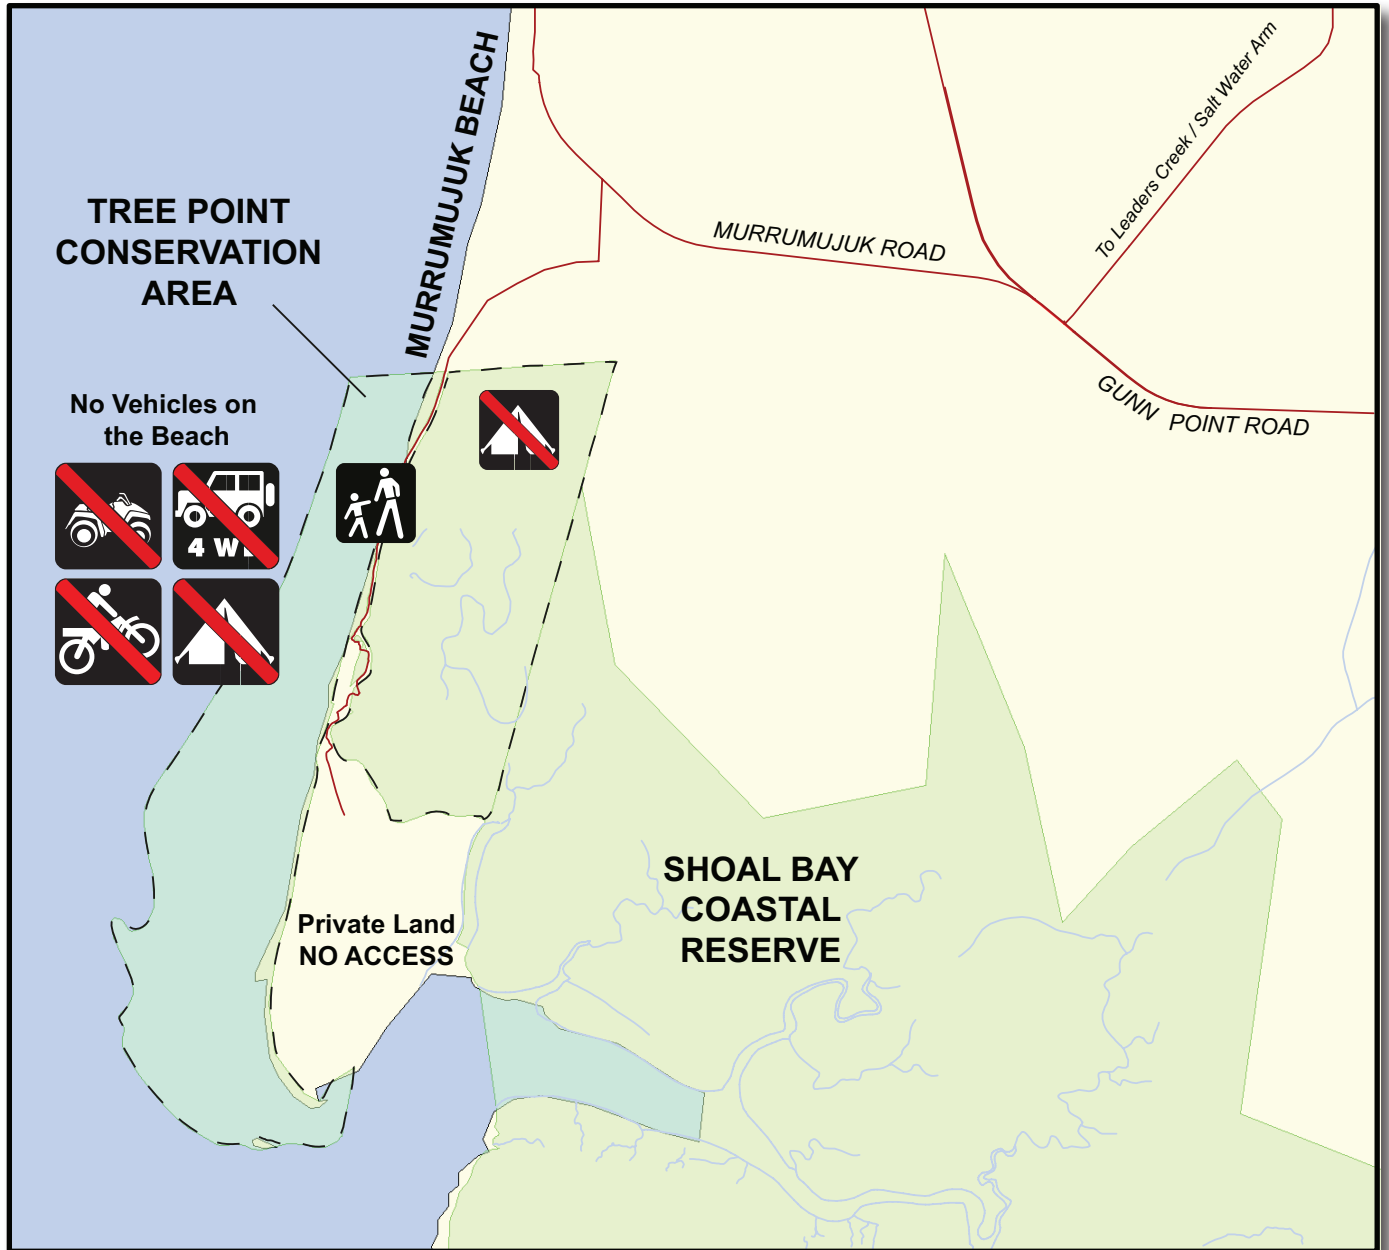 MURRUMUJUK BEACH
To Leaders Creek / Salt Water Arm
TREE POINT
CONSERVATION
AREA
MURRUMUJUK ROAD
GUNN POINT ROAD
No Vehicles on
the Beach
4 W
SHOAL BAY
COASTAL
RESERVE
Private Land
NO ACCESS